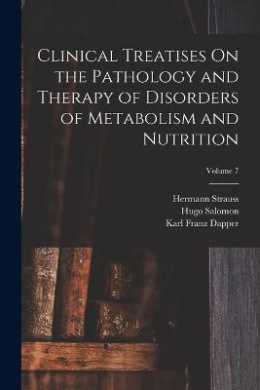 Clinical Treatises On the Pathology and
Therapy of Disorders
of Metabolism and
Nutrition
Volume 7
Hermann Strauss
Hugo Salomon
Karl Franz Dapper